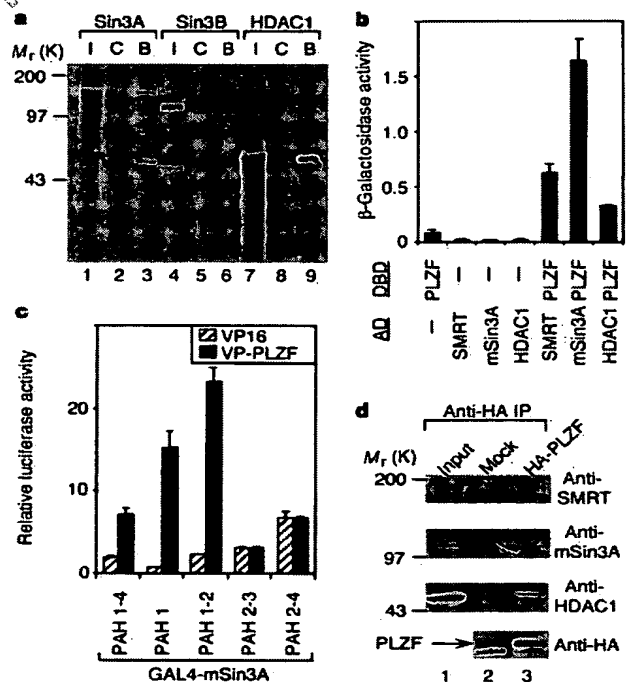 a
Sin3A Sin3B HDAC1
Mr (K) I C B I C B I C B
200
97
43
1 2 3 4 5 6 7 8 9
b
β-Galactosidase activity
1.5
1.0
0.5
0
DBD PLZF – – – PLZF PLZF PLZF
AD – SMRT mSin3A HDAC1 SMRT mSin3A HDAC1
c
VP16
VP-PLZF
Relative luciferase activity
20
10
0
PAH 1-4 PAH 1 PAH 1-2 PAH 2-3 PAH 2-4
GAL4-mSin3A
d
Anti-HA IP
Mr (K) Input Mock HA-PLZF
200
Anti-
SMRT
Anti-
mSin3A
97
Anti-
HDAC1
43
PLZF Anti-HA
1 2 3